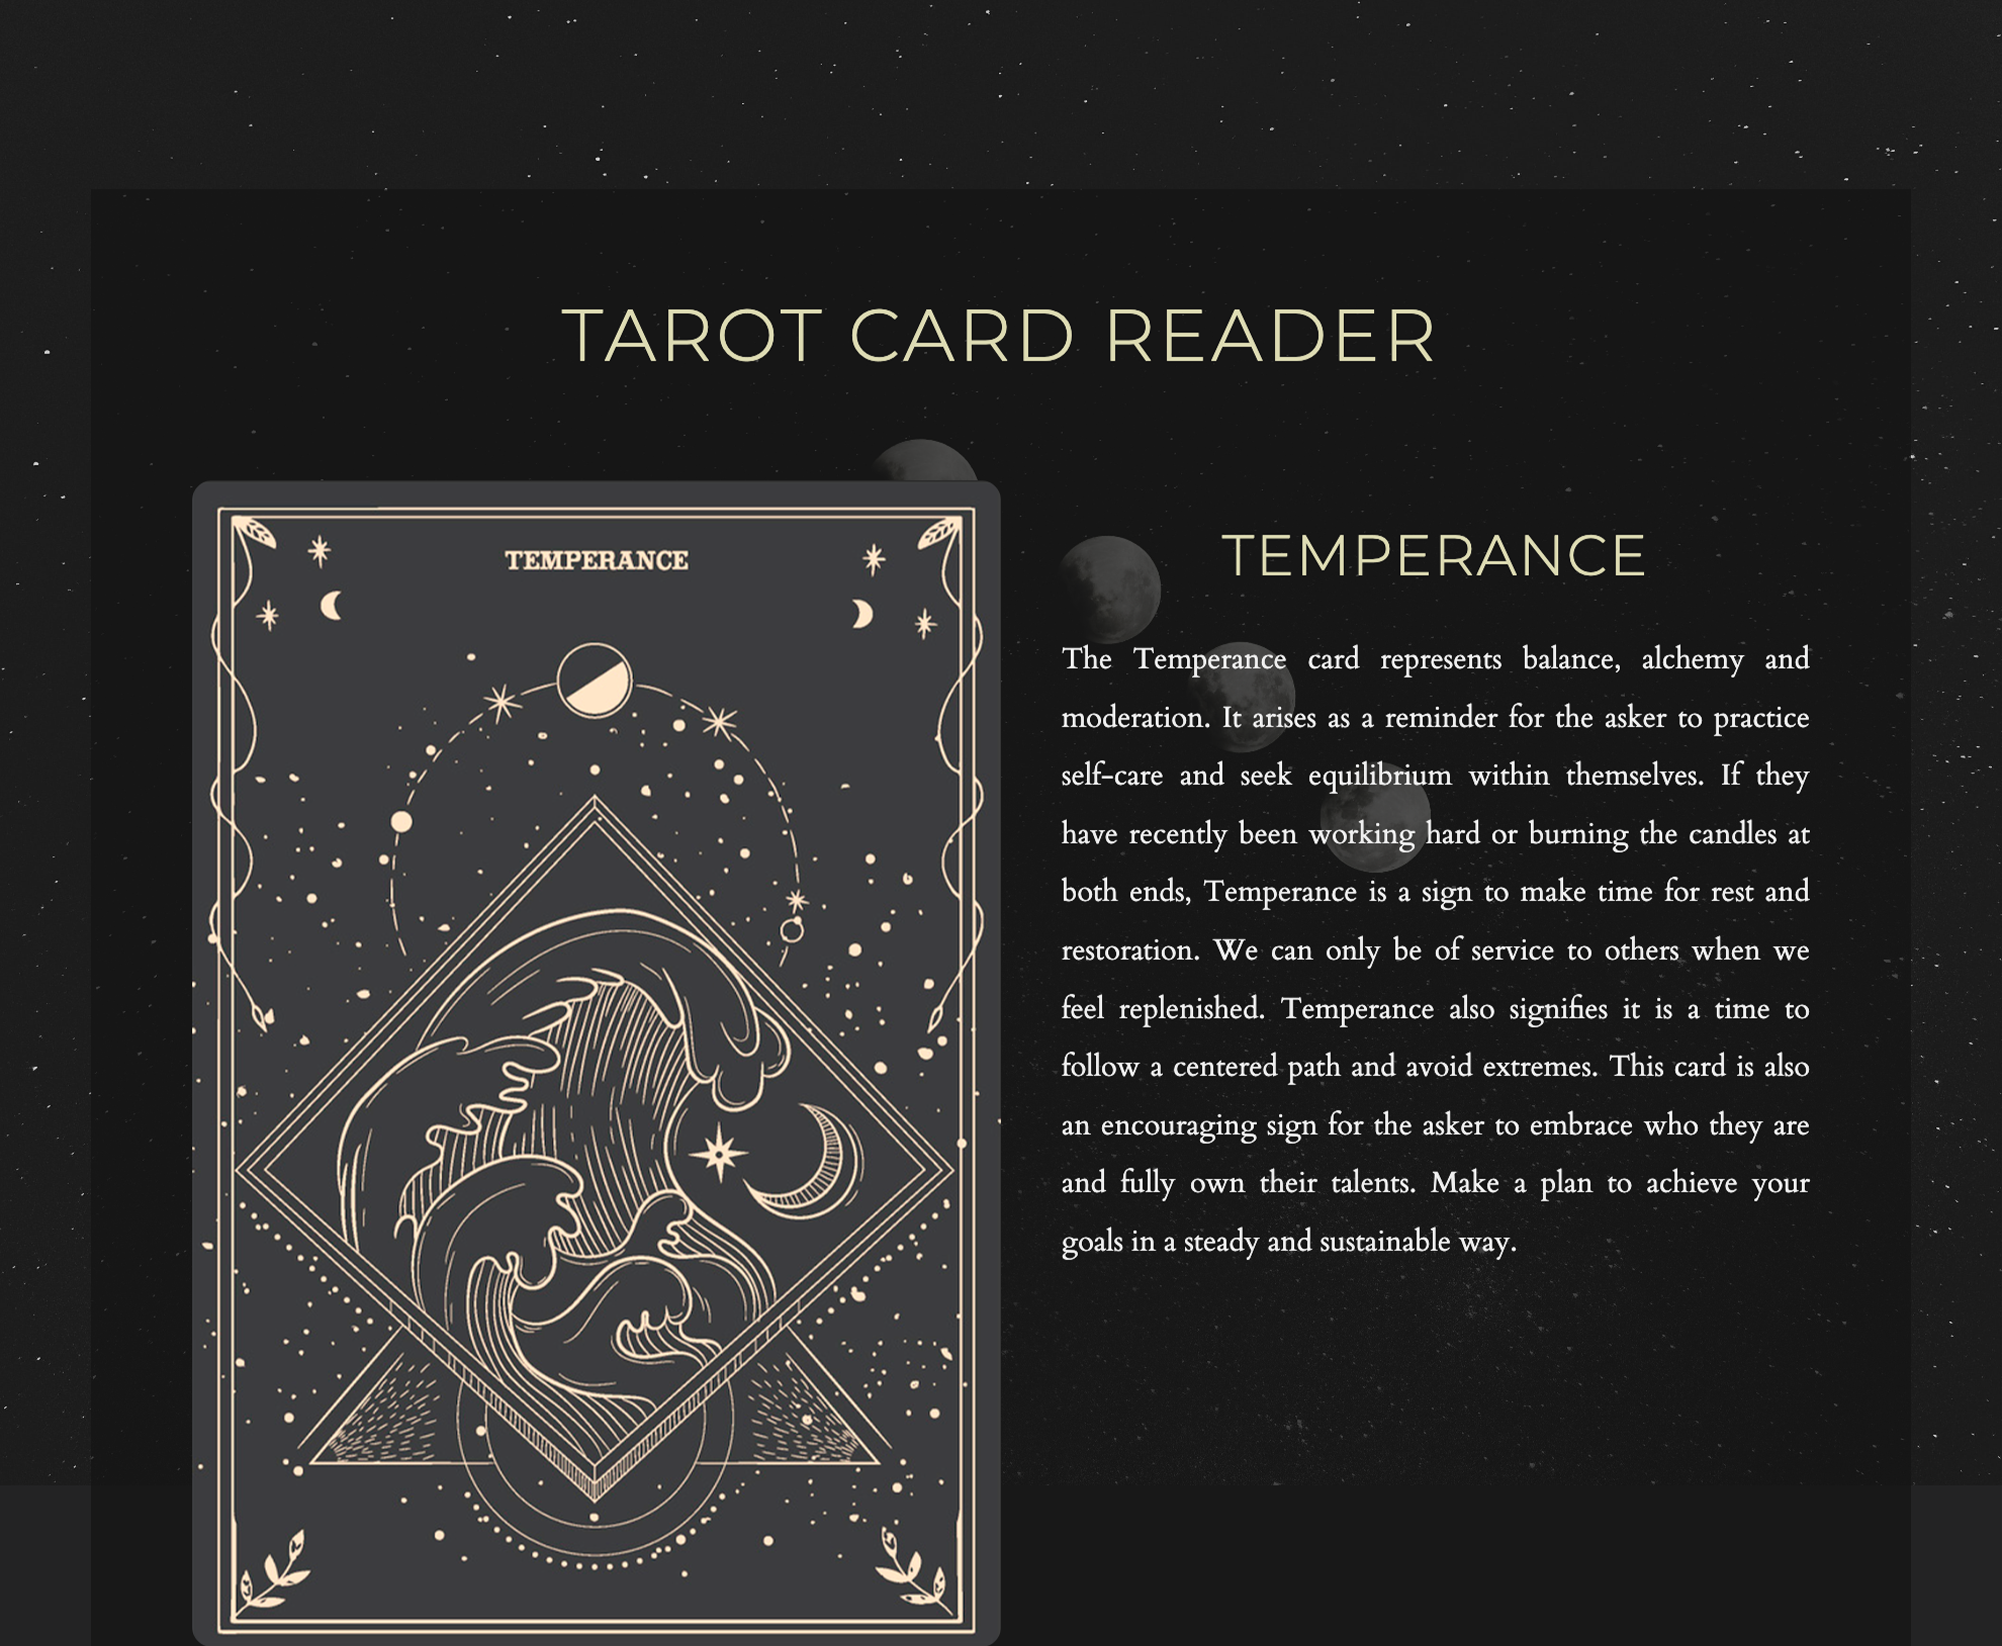 TAROT CARD READER
TEMPERANCE
TEMPERANCE
The Temperance card represents balance, alchemy and
moderation. It arises as a reminder for the asker to practice
self-care and seek equilibrium within themselves. If they
have recently been working hard or burning the candles at
both ends, Temperance is a sign to make time for rest and
restoration. We can only be of service to others when we
feel replenished. Temperance also signifies it is a time to
follow a centered path and avoid extremes. This card is also
an encouraging sign for the asker to embrace who they are
and fully own their talents. Make a plan to achieve your
goals in a steady and sustainable way.